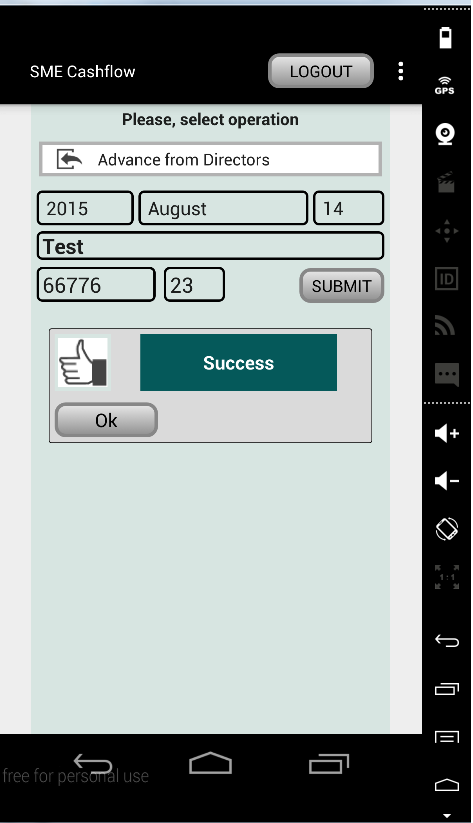 SME Cashflow LOGOUT
GPS
Please, select operation
Advance from Directors
2015 August 14
Test
66776 23 SUBMIT
ID
Success
Ok
1:1
free for personal use